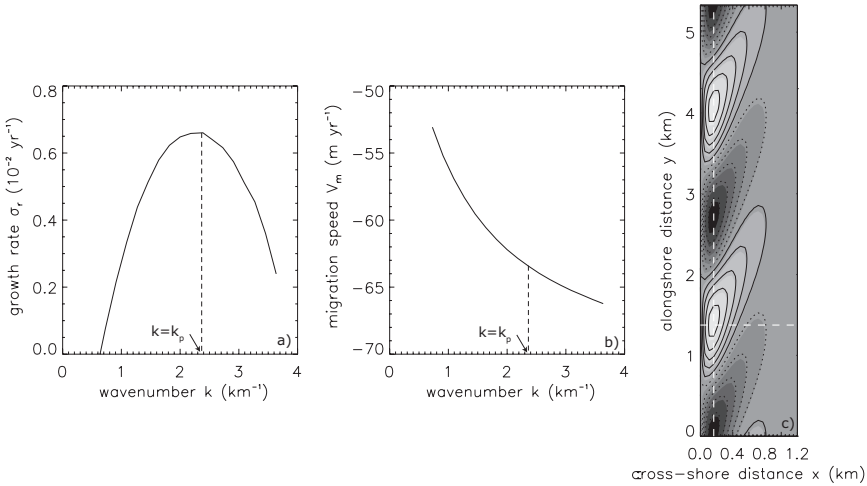 0.8
0.6
0.4
0.2
0.0
growth rate σr (10⁻² yr⁻¹)
k=kp
a)
0 1 2 3 4
wavenumber k (km⁻¹)
−50
−55
−60
−65
−70
migration speed Vm (m yr⁻¹)
k=kp
b)
0 1 2 3 4
wavenumber k (km⁻¹)
5
4
3
2
1
0
alongshore distance y (km)
c)
0.0 0.4 0.8 1.2
cross−shore distance x (km)